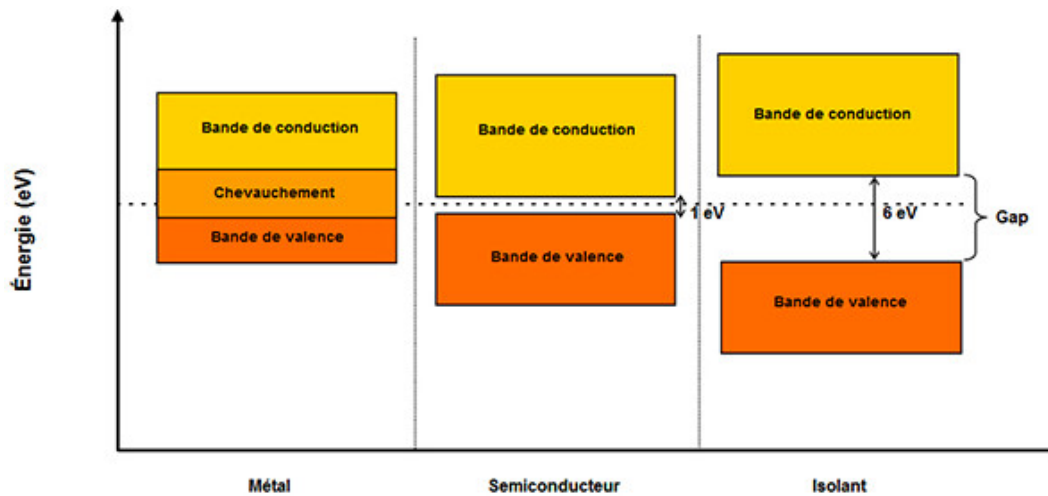 Énergie (eV)
Bande de conduction
Chevauchement
Bande de valence
Bande de conduction
1 eV
Bande de valence
Bande de conduction
6 eV
Gap
Bande de valence
Métal
Semiconducteur
Isolant